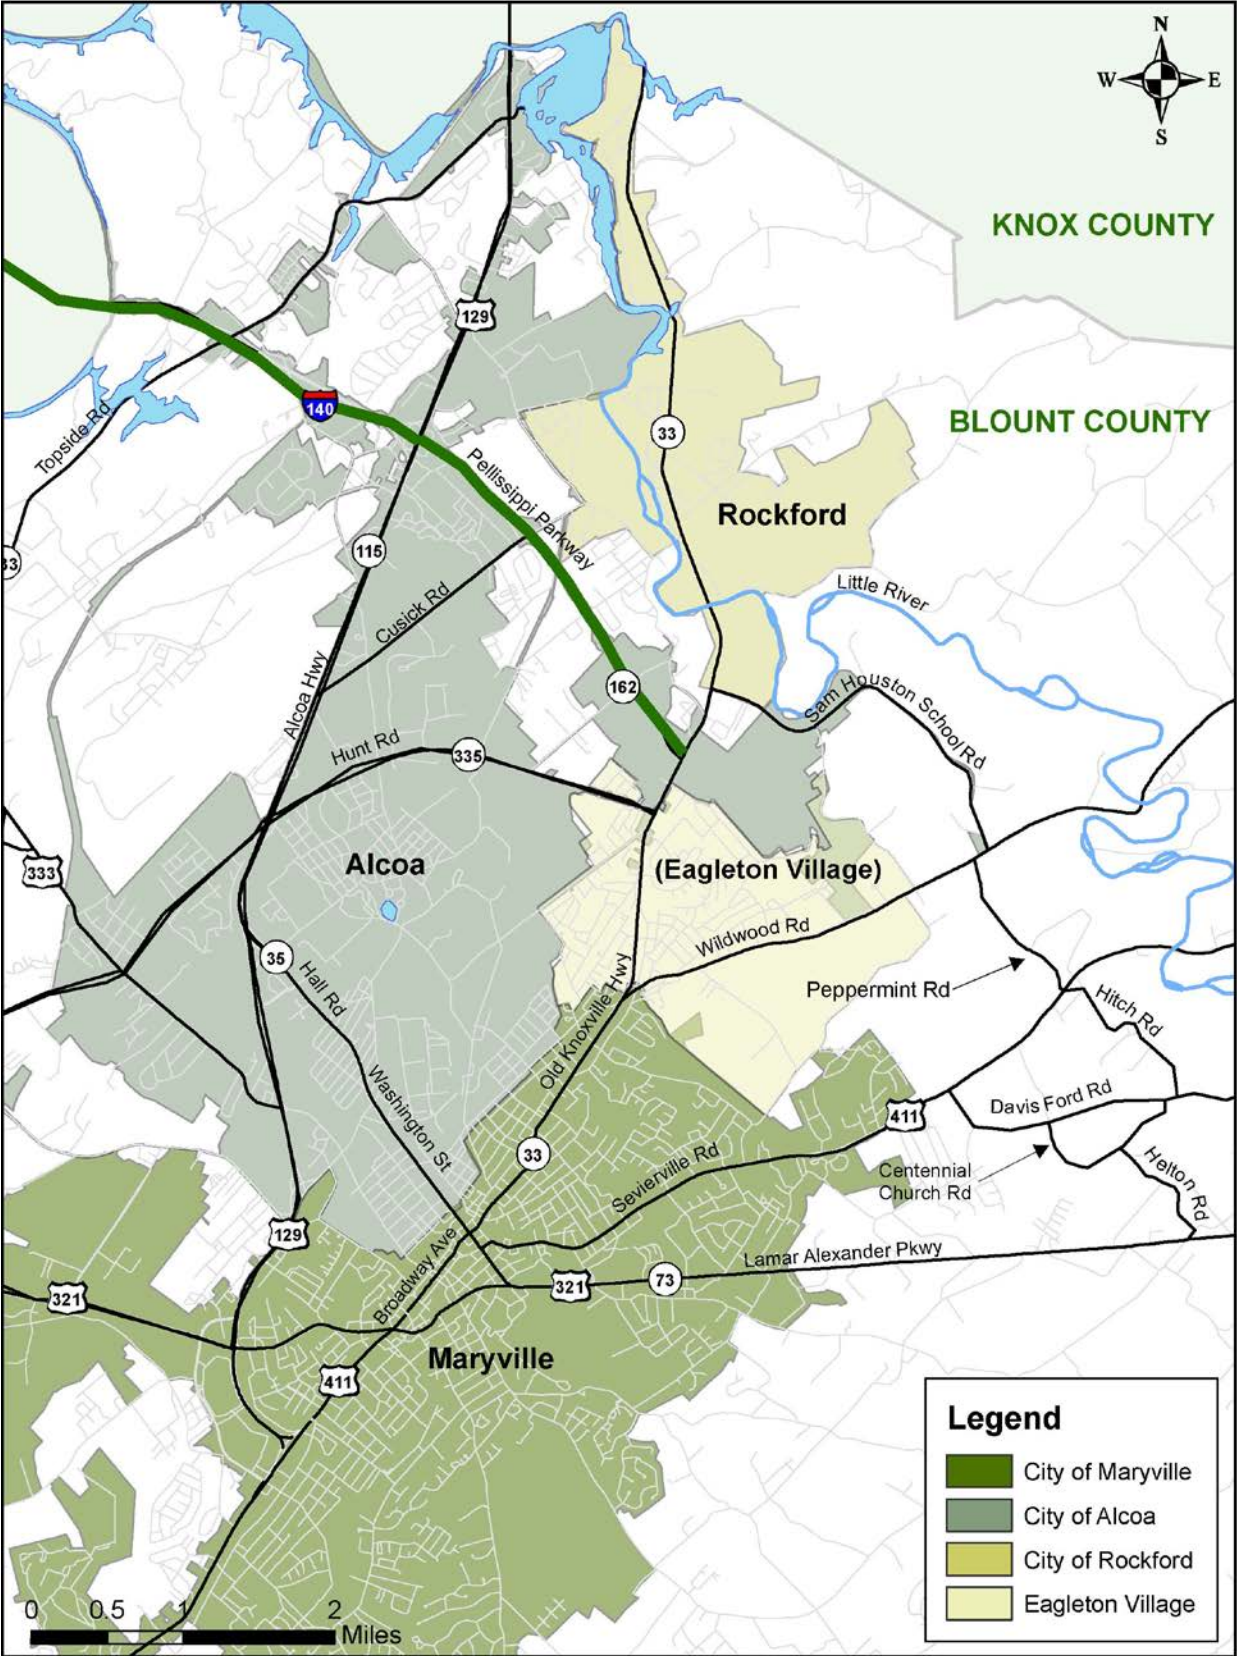 N
W E
S
KNOX COUNTY
129
140
BLOUNT COUNTY
Topside Rd
33
Pellissippi Parkway
Rockford
115
33
Cusick Rd
Little River
Alcoa Hwy
162
Sam Houston School Rd
Hunt Rd
335
333
Alcoa
(Eagleton Village)
Wildwood Rd
35
Hall Rd
Old Knoxville Hwy
Peppermint Rd
Hitch Rd
Washington St
Davis Ford Rd
411
33
Sevierville Rd
Centennial
Church Rd
Helton Rd
129
Broadway Ave
Lamar Alexander Pkwy
321
321
73
Maryville
411
Legend
City of Maryville
City of Alcoa
City of Rockford
Eagleton Village
0 0.5 1 2
Miles